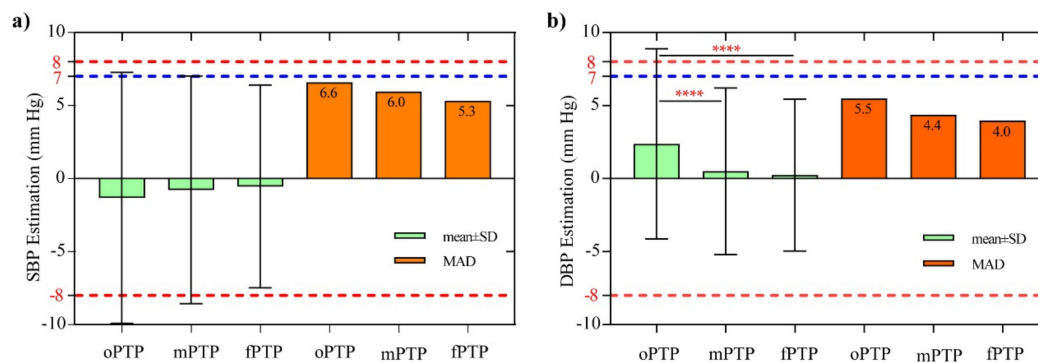 a)
SBP Estimation (mm Hg)
10
8
7
5
0
-5
-8
-10
6.6
6.0
5.3
mean±SD
MAD
oPTP mPTP fPTP oPTP mPTP fPTP
b)
DBP Estimation (mm Hg)
10
8
7
5
0
-5
-8
-10
****
****
5.5
4.4
4.0
mean±SD
MAD
oPTP mPTP fPTP oPTP mPTP fPTP